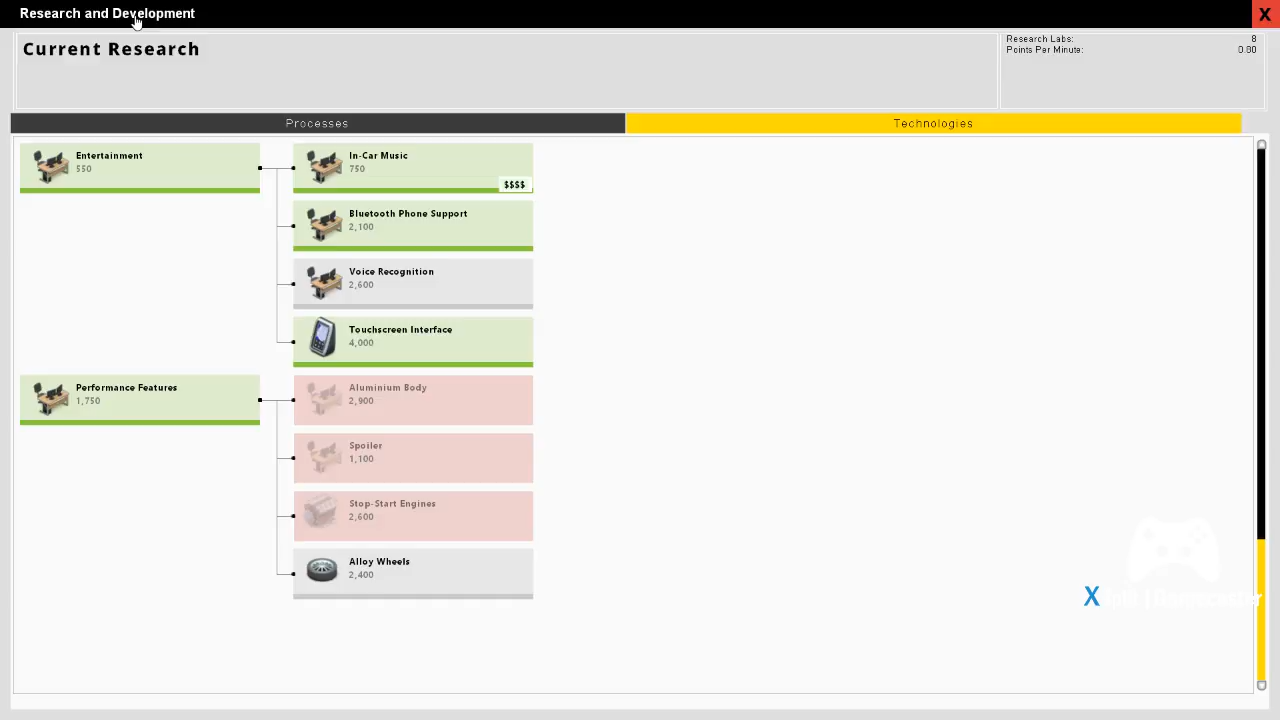 Research and Development
X
Current Research
Research Labs: 8
Points Per Minute: 0.80
Processes
Technologies
Entertainment
550
In-Car Music
750
$$$$
Bluetooth Phone Support
2,100
Voice Recognition
2,600
Touchscreen Interface
4,000
Performance Features
1,750
Aluminium Body
2,900
Spoiler
1,100
Stop-Start Engines
2,600
Alloy Wheels
2,400
Gamecaster